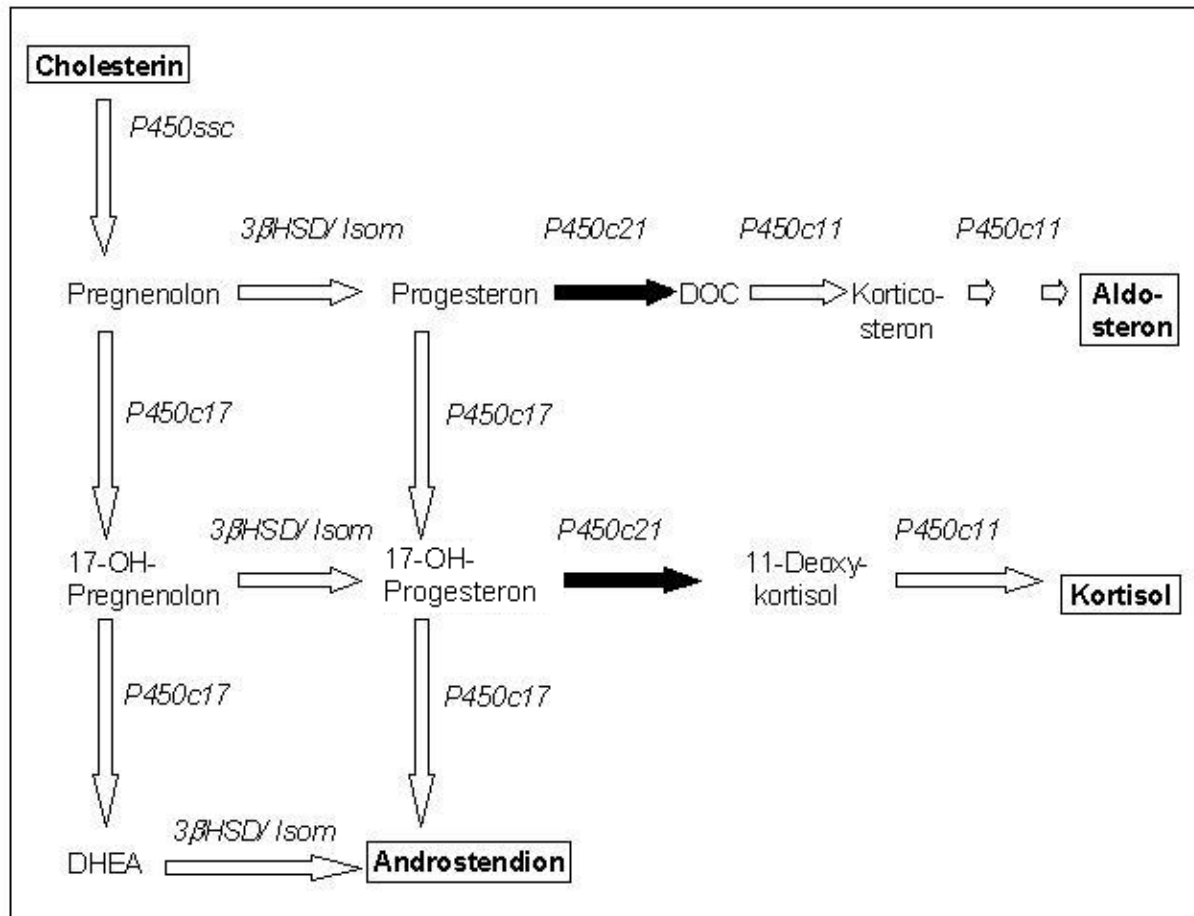 Cholesterin
P450ssc
3βHSD/ Isom P450c21 P450c11 P450c11
Pregnenolon Progesteron DOC Kortico-
steron
Aldo-
steron
P450c17 P450c17
3βHSD/ Isom P450c21 P450c11
17-OH-
Pregnenolon
17-OH-
Progesteron
11-Deoxy-
kortisol
Kortisol
P450c17 P450c17
3βHSD/ Isom
DHEA Androstendion